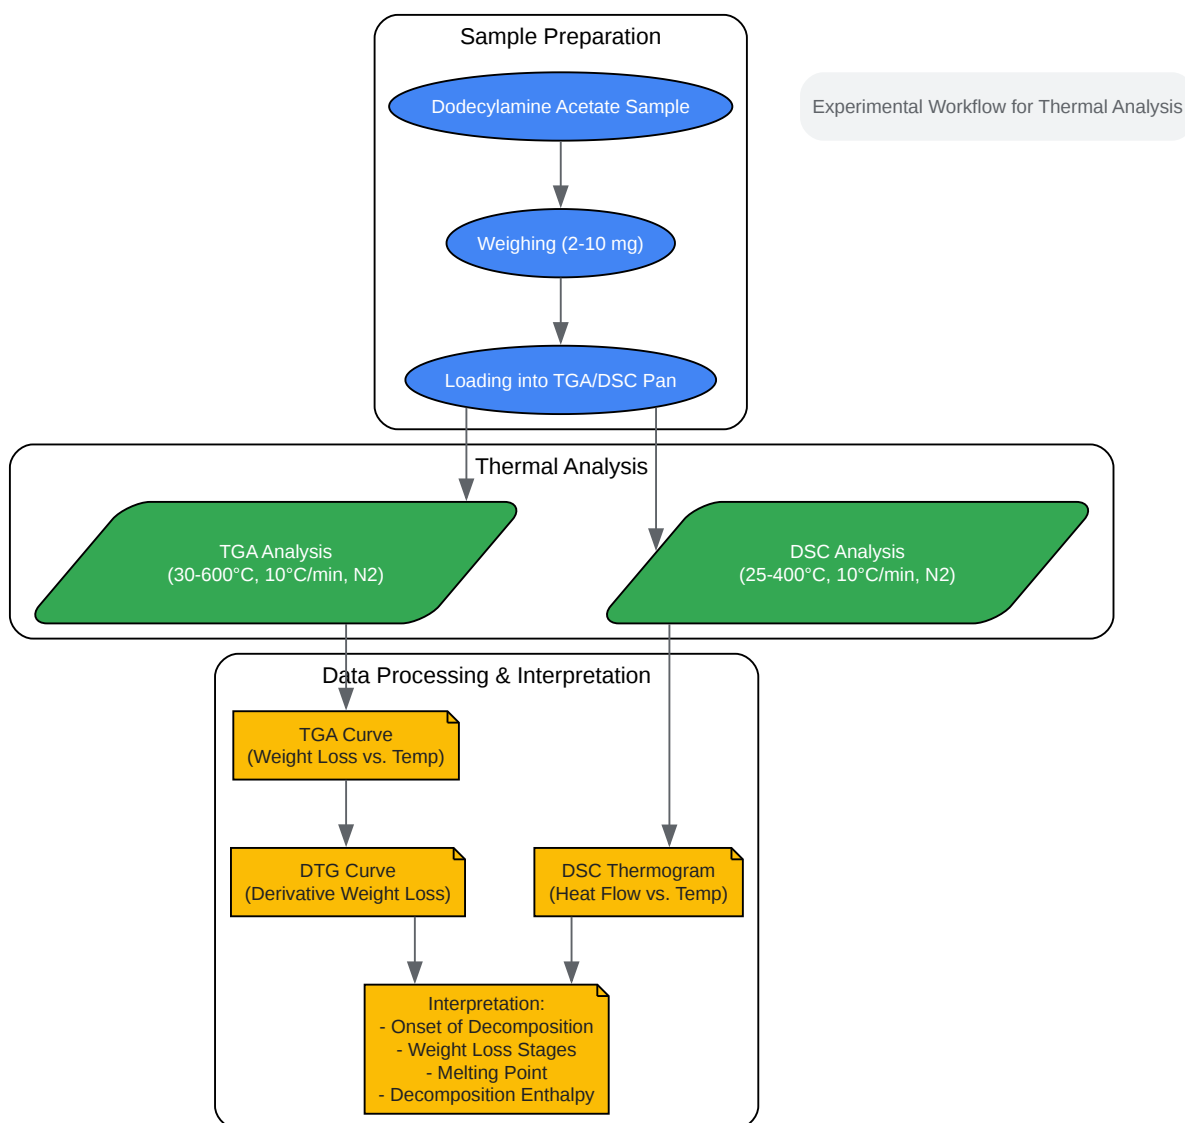 Sample Preparation
Dodecylamine Acetate Sample
Experimental Workflow for Thermal Analysis
Weighing (2-10 mg)
Loading into TGA/DSC Pan
Thermal Analysis
TGA Analysis
(30-600°C, 10°C/min, N2)
DSC Analysis
(25-400°C, 10°C/min, N2)
Data Processing & Interpretation
TGA Curve
(Weight Loss vs. Temp)
DTG Curve
(Derivative Weight Loss)
DSC Thermogram
(Heat Flow vs. Temp)
Interpretation:
- Onset of Decomposition
- Weight Loss Stages
- Melting Point
- Decomposition Enthalpy